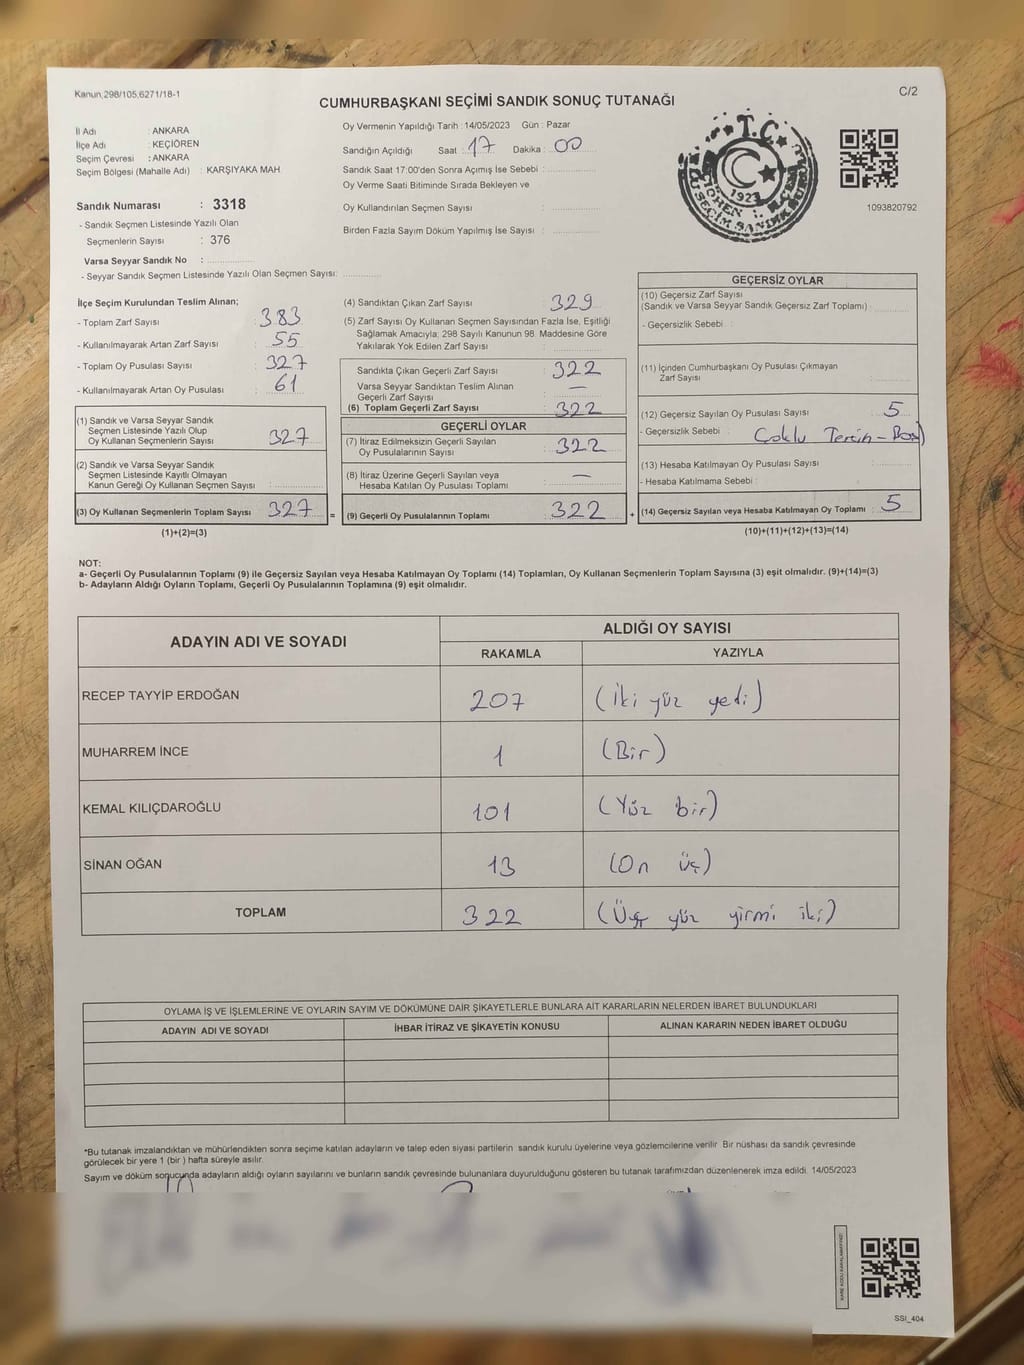 Kanun.298/105,6271/18-1
C/2
CUMHURBAŞKANI SEÇİMİ SANDIK SONUÇ TUTANAĞI
İl Adı : ANKARA
İlçe Adı : KEÇİÖREN
Seçim Çevresi : ANKARA
Seçim Bölgesi (Mahalle Adı) : KARŞIYAKA MAH
Oy Vermenin Yapıldığı Tarih : 14/05/2023 Gün : Pazar
Sandığın Açıldığı Saat : 17 Dakika : 00
Sandık Saat 17:00'den Sonra Açılmış İse Sebebi :
Oy Verme Saati Bitiminde Sırada Bekleyen ve
Oy Kullandırılan Seçmen Sayısı :
Birden Fazla Sayım Döküm Yapılmış İse Sayısı :
T.C.
1923
1093820792
Sandık Numarası : 3318
- Sandık Seçmen Listesinde Yazılı Olan
Seçmenlerin Sayısı : 376
Varsa Seyyar Sandık No :
- Seyyar Sandık Seçmen Listesinde Yazılı Olan Seçmen Sayısı:
İlçe Seçim Kurulundan Teslim Alınan;
- Toplam Zarf Sayısı : 383
- Kullanılmayarak Artan Zarf Sayısı : 55
- Toplam Oy Pusulası Sayısı : 327
- Kullanılmayarak Artan Oy Pusulası : 61
(1) Sandık ve Varsa Seyyar Sandık
Seçmen Listesinde Yazılı Olup
Oy Kullanan Seçmenlerin Sayısı : 327
(2) Sandık ve Varsa Seyyar Sandık
Seçmen Listesinde Kayıtlı Olmayan
Kanun Gereği Oy Kullanan Seçmen Sayısı :
(3) Oy Kullanan Seçmenlerin Toplam Sayısı : 327
(1)+(2)=(3)
=
(4) Sandıktan Çıkan Zarf Sayısı : 329
(5) Zarf Sayısı Oy Kullanan Seçmen Sayısından Fazla İse, Eşitliği
Sağlamak Amacıyla; 298 Sayılı Kanunun 98. Maddesine Göre
Yakılarak Yok Edilen Zarf Sayısı :
Sandıkta Çıkan Geçerli Zarf Sayısı : 322
Varsa Seyyar Sandıktan Teslim Alınan
Geçerli Zarf Sayısı : —
(6) Toplam Geçerli Zarf Sayısı : 322
GEÇERLİ OYLAR
(7) İtiraz Edilmeksizin Geçerli Sayılan
Oy Pusulalarının Sayısı : 322
(8) İtiraz Üzerine Geçerli Sayılan veya
Hesaba Katılan Oy Pusulası Toplamı : —
(9) Geçerli Oy Pusulalarının Toplamı : 322
+
GEÇERSİZ OYLAR
(10) Geçersiz Zarf Sayısı
(Sandık ve Varsa Seyyar Sandık Geçersiz Zarf Toplamı) :
- Geçersizlik Sebebi :
(11) İçinden Cumhurbaşkanı Oy Pusulası Çıkmayan
Zarf Sayısı :
(12) Geçersiz Sayılan Oy Pusulası Sayısı : 5
- Geçersizlik Sebebi : Çoklu Tercih - Boş
(13) Hesaba Katılmayan Oy Pusulası Sayısı :
- Hesaba Katılmama Sebebi :
(14) Geçersiz Sayılan veya Hesaba Katılmayan Oy Toplamı : 5
(10)+(11)+(12)+(13)=(14)
NOT:
a- Geçerli Oy Pusulalarının Toplamı (9) ile Geçersiz Sayılan veya Hesaba Katılmayan Oy Toplamı (14) Toplamları, Oy Kullanan Seçmenlerin Toplam Sayısına (3) eşit olmalıdır. (9)+(14)=(3)
b- Adayların Aldığı Oyların Toplamı, Geçerli Oy Pusulalarının Toplamına (9) eşit olmalıdır.
ADAYIN ADI VE SOYADI
ALDIĞI OY SAYISI
RAKAMLA YAZIYLA
RECEP TAYYİP ERDOĞAN 207 (İki yüz yedi)
MUHARREM İNCE 1 (Bir)
KEMAL KILIÇDAROĞLU 101 (Yüz bir)
SİNAN OĞAN 13 (On üç)
TOPLAM 322 (Üç yüz yirmi iki)
OYLAMA İŞ VE İŞLEMLERİNE VE OYLARIN SAYIM VE DÖKÜMÜNE DAİR ŞİKAYETLERLE BUNLARA AİT KARARLARIN NELERDEN İBARET BULUNDUKLARI
ADAYIN ADI VE SOYADI İHBAR İTİRAZ VE ŞİKAYETİN KONUSU ALINAN KARARIN NEDEN İBARET OLDUĞU
*Bu tutanak imzalandıktan ve mühürlendikten sonra seçime katılan adayların ve talep eden siyasi partilerin sandık kurulu üyelerine veya gözlemcilerine verilir. Bir nüshası da sandık çevresinde
görülecek bir yere 1 (bir) hafta süreyle asılır.
Sayım ve döküm sonucunda adayların aldığı oyların sayılarını ve bunların sandık çevresinde bulunanlara duyurulduğunu gösteren bu tutanak tarafımızdan düzenlenerek imza edildi. 14/05/2023
SSI_404